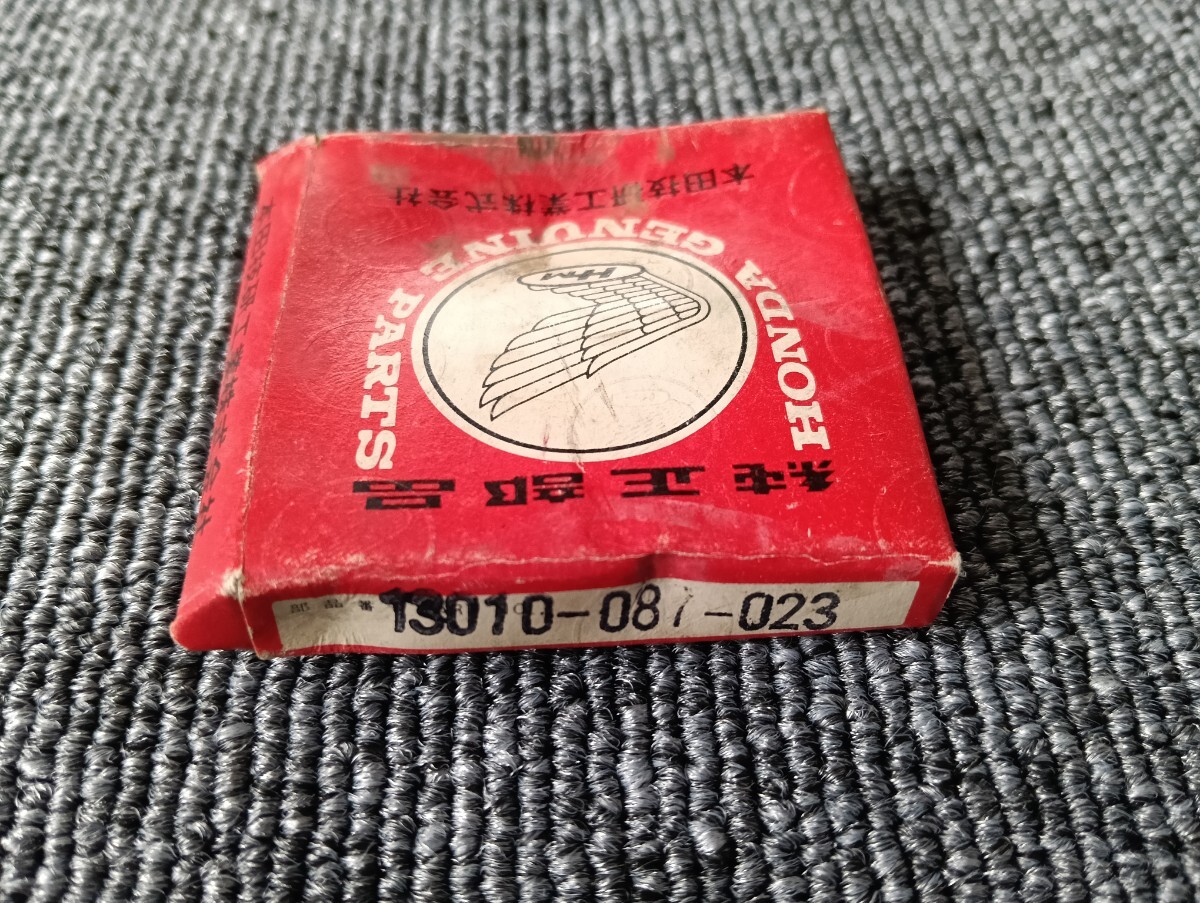 本田技研工業株式会社
HONDA GENUINE PARTS
HM
純正部品
13010-087-023